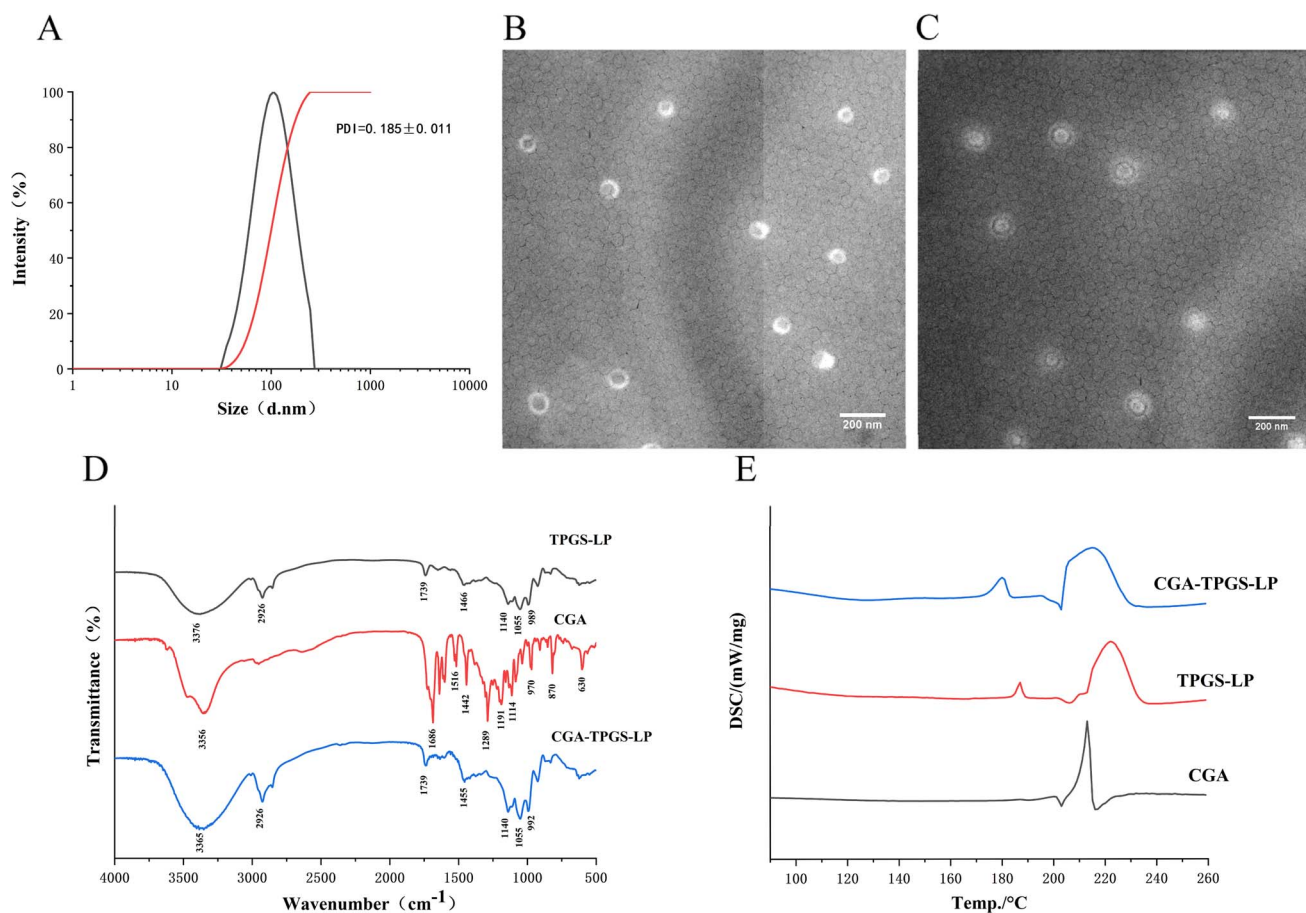 A
B
C
100
80
60
40
20
0
PDI=0.185±0.011
Intensity (%)
1
10
100
1000
10000
Size (d.nm)
200 nm
200 nm
D
E
TPGS-LP
3376
2926
1739
1466
1140
1055
989
CGA
3356
1686
1516
1442
1289
1191
1114
970
870
630
CGA-TPGS-LP
3365
2926
1739
1455
1140
1055
992
Transmittance (%)
4000
3500
3000
2500
2000
1500
1000
500
Wavenumber (cm-1)
CGA-TPGS-LP
TPGS-LP
CGA
DSC/(mW/mg)
100
120
140
160
180
200
220
240
260
Temp./°C